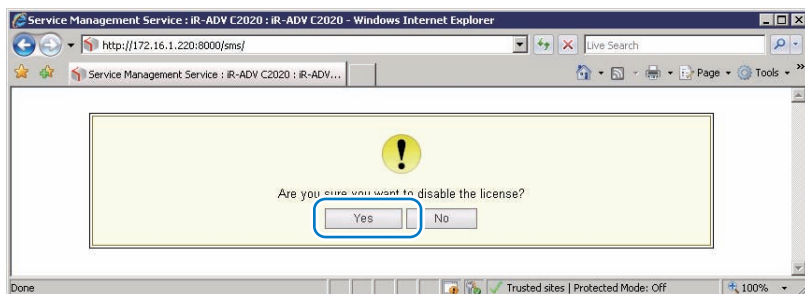 Service Management Service : iR-ADV C2020 : iR-ADV C2020 - Windows Internet Explorer
http://172.16.1.220:8000/sms/
Live Search
Service Management Service : iR-ADV C2020 : iR-ADV...
Page
Tools
»
Are you sure you want to disable the license?
Yes
No
Done
Trusted sites | Protected Mode: Off
100%